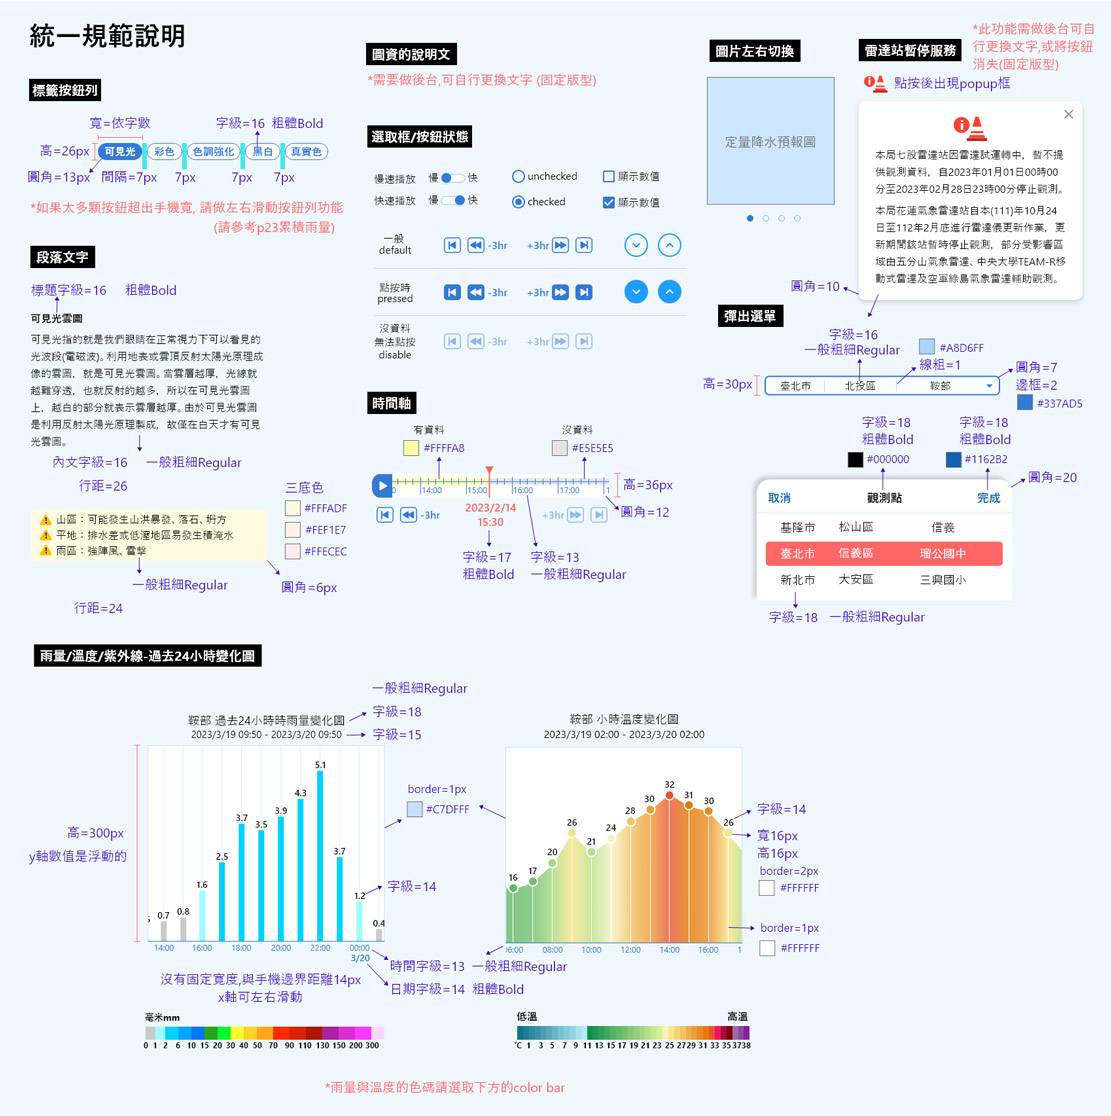 統一規範說明
標籤按鈕列
寬=依字數
字級=16 粗體Bold
高=26px
可見光 彩色 色調強化 黑白 真實色
圓角=13px 間隔=7px 7px 7px 7px
*如果太多顆按鈕超出手機寬, 請做左右滑動按鈕列功能
(請參考p23累積雨量)
段落文字
標題字級=16 粗體Bold
可見光雲圖
可見光指的就是我們眼睛在正常視力下可以看見的
光波段(電磁波)。利用地表或雲頂反射太陽光原理成
像的雲圖，就是可見光雲圖。當雲層越厚，光線就
越難穿透，也就反射的越多，所以在可見光雲圖
上，越白的部分就表示雲層越厚。由於可見光雲圖
是利用反射太陽光原理製成，故僅在白天才有可見
光雲圖。
內文字級=16 一般粗細Regular
行距=26
三底色
#FFFADF
#FEF1E7
#FFECEC
山區：可能發生山洪暴發、落石、坍方
平地：排水差或低窪地區易發生積淹水
雨區：強陣風、雷擊
一般粗細Regular
圓角=6px
行距=24
圖資的說明文
*需要做後台,可自行更換文字 (固定版型)
選取框/按鈕狀態
慢速播放 慢 快 unchecked 顯示數值
快速播放 慢 快 checked 顯示數值
一般
default
-3hr +3hr
點按時
pressed
-3hr +3hr
沒資料
無法點按
disable
-3hr +3hr
時間軸
有資料
#FFFFA8
沒資料
#E5E5E5
0 14:00 15:00 16:00 17:00 1
高=36px
圓角=12
-3hr
2023/2/14
15:30
+3hr
字級=17
粗體Bold
字級=13
一般粗細Regular
圖片左右切換
定量降水預報圖
雷達站暫停服務
*此功能需做後台可自
行更換文字,或將按鈕
消失(固定版型)
點按後出現popup框
本局七股雷達站因雷達試運轉中，暫不提
供觀測資料，自2023年01月01日00時00
分至2023年02月28日23時00分停止觀測。
本局花蓮氣象雷達站自本(111)年10月24
日至112年2月底進行雷達儀更新作業，更
新期間該站暫時停止觀測，部分受影響區
域由五分山氣象雷達、中央大學TEAM-R移
動式雷達及空軍綠島氣象雷達輔助觀測。
圓角=10
彈出選單
字級=16
一般粗細Regular
#A8D6FF
線粗=1
高=30px
臺北市 北投區 鞍部
圓角=7
邊框=2
#337AD5
字級=18
粗體Bold
#000000
字級=18
粗體Bold
#1162B2
圓角=20
取消 觀測點 完成
基隆市 松山區 信義
臺北市 信義區 瑠公國中
新北市 大安區 三興國小
字級=18 一般粗細Regular
雨量/溫度/紫外線-過去24小時變化圖
一般粗細Regular
字級=18
字級=15
鞍部 過去24小時時雨量變化圖
2023/3/19 09:50 - 2023/3/20 09:50
高=300px
y軸數值是浮動的
0.7 0.8 1.6 2.5 3.7 3.5 3.9 4.3 5.1 3.7 1.2 0.4
14:00 16:00 18:00 20:00 22:00 00:00
3/20
border=1px
#C7DFFF
字級=14
時間字級=13 一般粗細Regular
日期字級=14 粗體Bold
沒有固定寬度,與手機邊界距離14px
x軸可左右滑動
毫米mm
0 1 2 6 10 15 20 30 40 50 70 90 110 130 150 200 300
鞍部 小時溫度變化圖
2023/3/19 02:00 - 2023/3/20 02:00
16 17 20 26 21 24 28 30 32 31 30 26
06:00 08:00 10:00 12:00 14:00 16:00 1
字級=14
寬16px
高16px
border=2px
#FFFFFF
border=1px
#FFFFFF
低溫 高溫
℃ 1 3 5 7 9 11 13 15 17 19 21 23 25 27 29 31 33 35 37 38
*雨量與溫度的色碼請選取下方的color bar